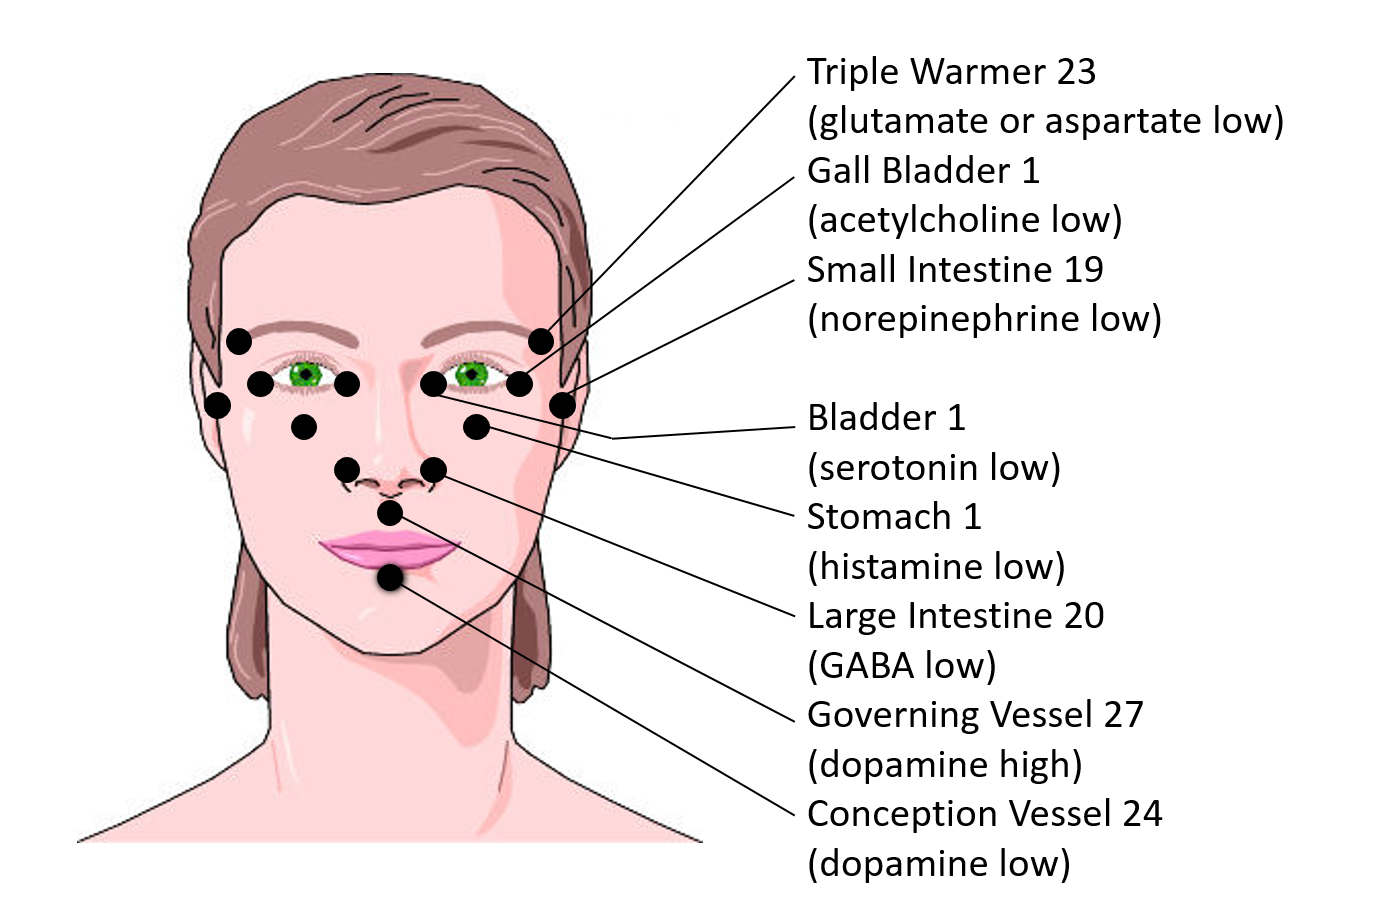 Triple Warmer 23
(glutamate or aspartate low)
Gall Bladder 1
(acetylcholine low)
Small Intestine 19
(norepinephrine low)
Bladder 1
(serotonin low)
Stomach 1
(histamine low)
Large Intestine 20
(GABA low)
Governing Vessel 27
(dopamine high)
Conception Vessel 24
(dopamine low)